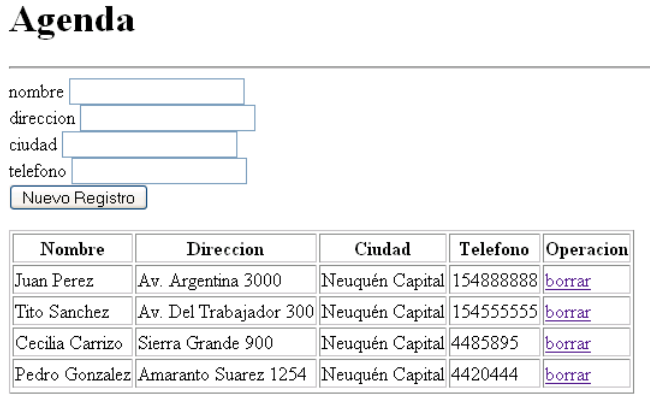 Agenda
nombre
direccion
ciudad
telefono
Nuevo Registro
Nombre Direccion Ciudad Telefono Operacion
Juan Perez Av. Argentina 3000 Neuquén Capital 154888888 borrar
Tito Sanchez Av. Del Trabajador 300 Neuquén Capital 154555555 borrar
Cecilia Carrizo Sierra Grande 900 Neuquén Capital 4485895 borrar
Pedro Gonzalez Amaranto Suarez 1254 Neuquén Capital 4420444 borrar